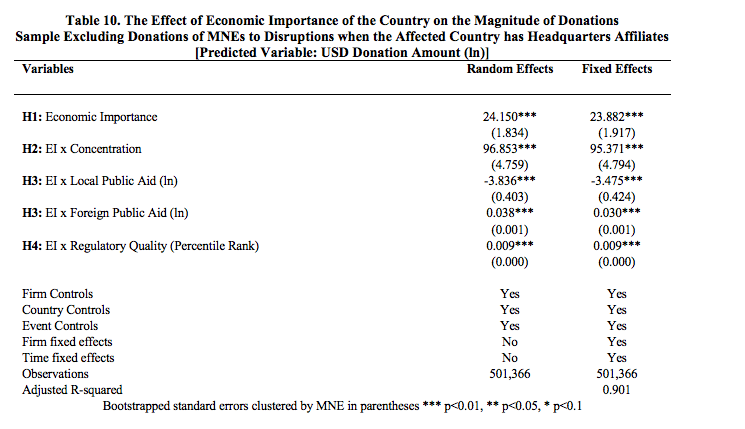 Table 10. The Effect of Economic Importance of the Country on the Magnitude of Donations
Sample Excluding Donations of MNEs to Disruptions when the Affected Country has Headquarters Affiliates
[Predicted Variable: USD Donation Amount (ln)]
Variables Random Effects Fixed Effects
H1: Economic Importance 24.150*** 23.882***
(1.834) (1.917)
H2: EI x Concentration 96.853*** 95.371***
(4.759) (4.794)
H3: EI x Local Public Aid (ln) -3.836*** -3.475***
(0.403) (0.424)
H3: EI x Foreign Public Aid (ln) 0.038*** 0.030***
(0.001) (0.001)
H4: EI x Regulatory Quality (Percentile Rank) 0.009*** 0.009***
(0.000) (0.000)
Firm Controls Yes Yes
Country Controls Yes Yes
Event Controls Yes Yes
Firm fixed effects No Yes
Time fixed effects No Yes
Observations 501,366 501,366
Adjusted R-squared 0.901
Bootstrapped standard errors clustered by MNE in parentheses *** p<0.01, ** p<0.05, * p<0.1